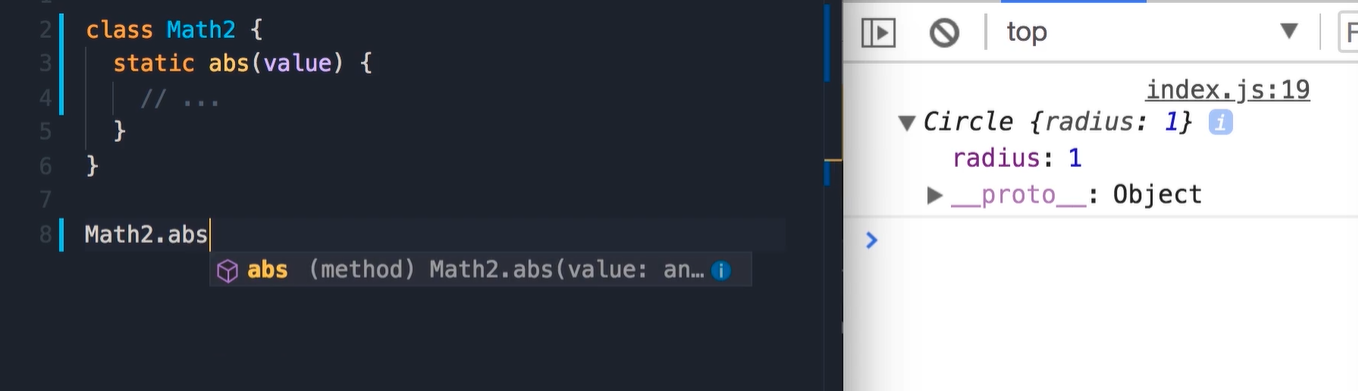 2 class Math2 {
3 static abs(value) {
4 // ...
5 }
6 }
7
8 Math2.abs
abs (method) Math2.abs(value: an…
top
index.js:19
Circle {radius: 1} i
radius: 1
__proto__: Object